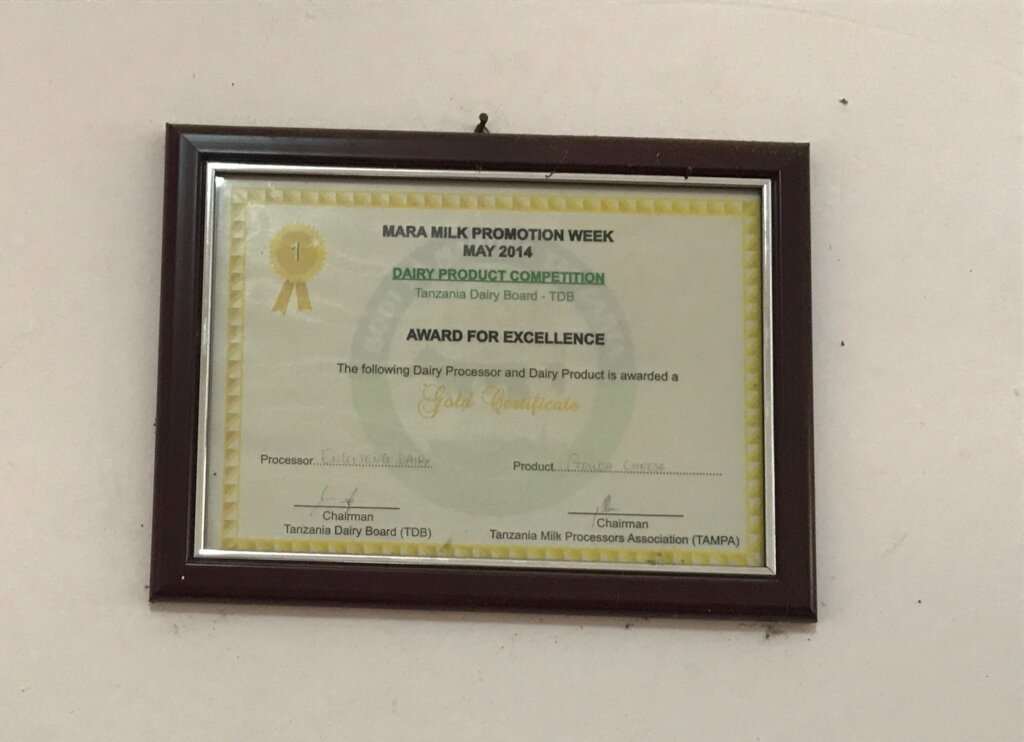 1
MARA MILK PROMOTION WEEK
MAY 2014
DAIRY PRODUCT COMPETITION
Tanzania Dairy Board - TDB
AWARD FOR EXCELLENCE
The following Dairy Processor and Dairy Product is awarded a
Gold Certificate
Processor... DAIRY
Product... CHEESE
Chairman
Tanzania Dairy Board (TDB)
Chairman
Tanzania Milk Processors Association (TAMPA)